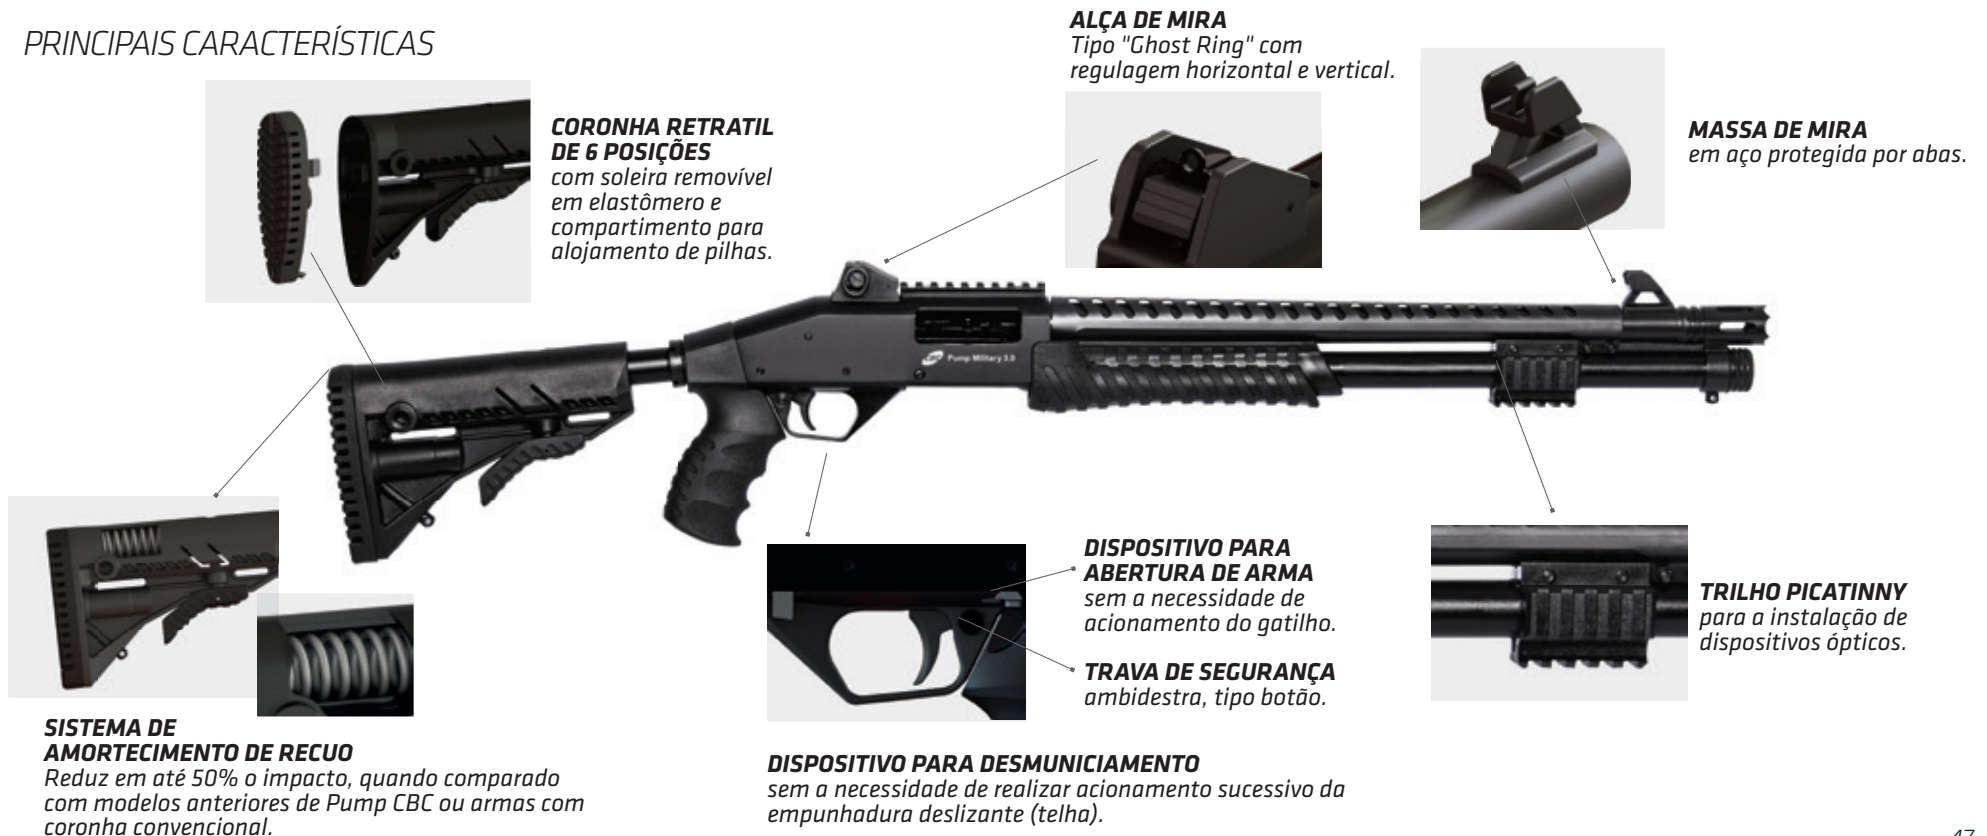 PRINCIPAIS CARACTERÍSTICAS
ALÇA DE MIRA
Tipo "Ghost Ring" com
regulagem horizontal e vertical.
MASSA DE MIRA
em aço protegida por abas.
CORONHA RETRATIL
DE 6 POSIÇÕES
com soleira removível
em elastômero e
compartimento para
alojamento de pilhas.
CBC Pump Military 3.0
DISPOSITIVO PARA
ABERTURA DE ARMA
sem a necessidade de
acionamento do gatilho.
TRAVA DE SEGURANÇA
ambidestra, tipo botão.
TRILHO PICATINNY
para a instalação de
dispositivos ópticos.
SISTEMA DE
AMORTECIMENTO DE RECUO
Reduz em até 50% o impacto, quando comparado
com modelos anteriores de Pump CBC ou armas com
coronha convencional.
DISPOSITIVO PARA DESMUNICIAMENTO
sem a necessidade de realizar acionamento sucessivo da
empunhadura deslizante (telha).
47